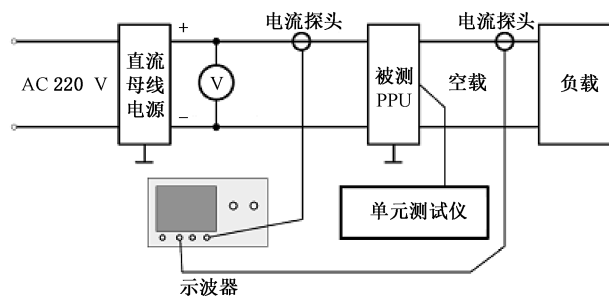 电流探头
电流探头
AC 220 V
直流
母线
电源
+
−
V
被测
PPU
空载
负载
单元测试仪
示波器